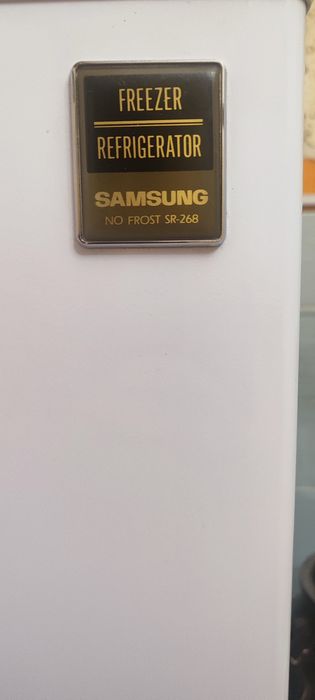 FREEZER
REFRIGERATOR
SAMSUNG
NO FROST SR-268